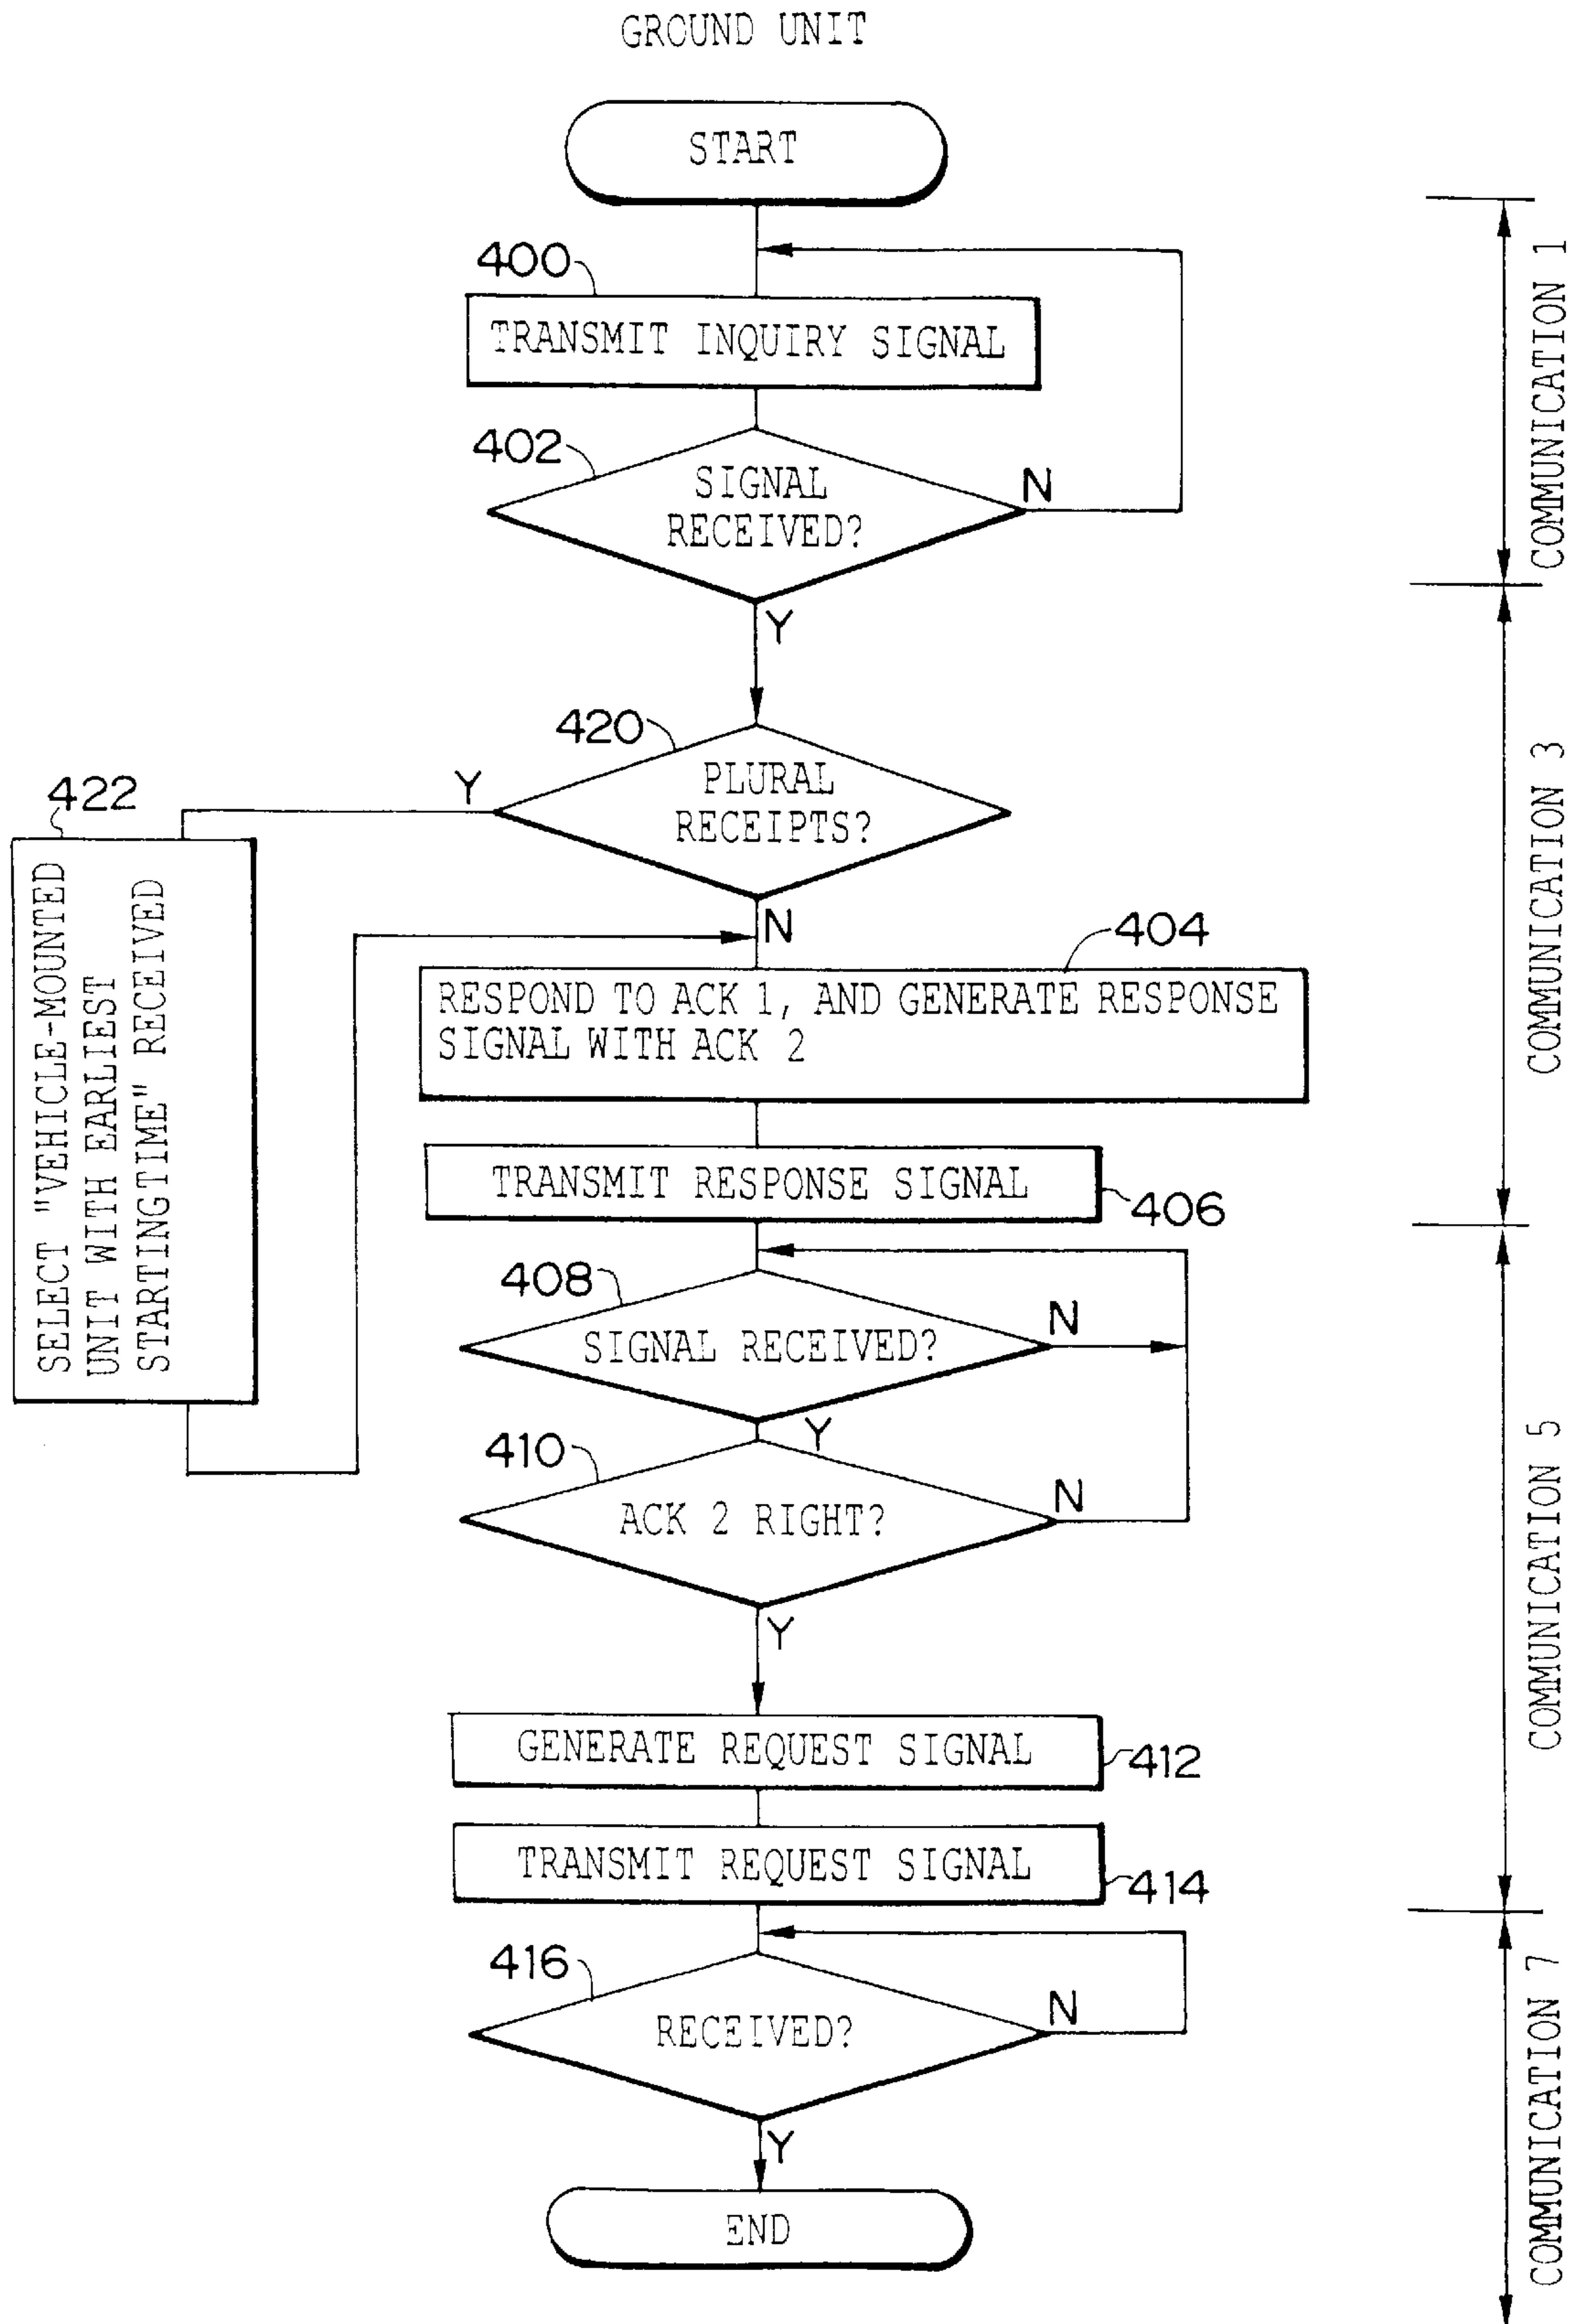 GROUND UNIT
START
400
TRANSMIT INQUIRY SIGNAL
402
SIGNAL
RECEIVED?
N
Y
COMMUNICATION 1
420
PLURAL
RECEIPTS?
Y
N
422
SELECT "VEHICLE-MOUNTED
UNIT WITH EARLIEST
STARTINGTIME" RECEIVED
404
RESPOND TO ACK 1, AND GENERATE RESPONSE
SIGNAL WITH ACK 2
TRANSMIT RESPONSE SIGNAL
406
COMMUNICATION 3
408
SIGNAL RECEIVED?
N
Y
410
ACK 2 RIGHT?
N
Y
GENERATE REQUEST SIGNAL
412
TRANSMIT REQUEST SIGNAL
414
COMMUNICATION 5
416
RECEIVED?
N
Y
END
COMMUNICATION 7